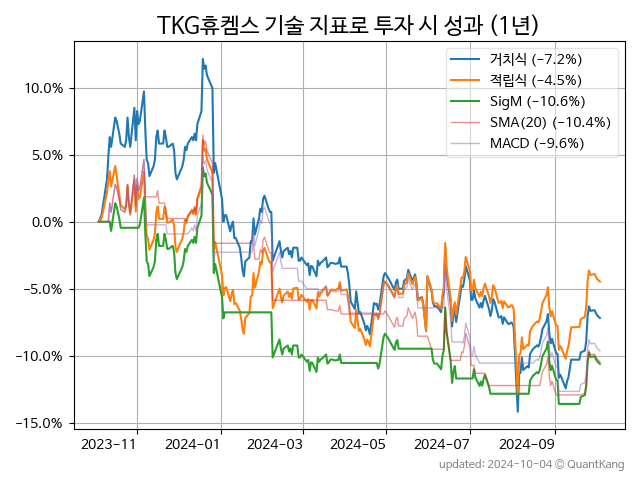 TKG휴켐스 기술 지표로 투자 시 성과 (1년)
거치식 (−7.2%)
적립식 (−4.5%)
SigM (−10.6%)
SMA(20) (−10.4%)
MACD (−9.6%)
10.0%
5.0%
0.0%
−5.0%
−10.0%
−15.0%
2023-11 2024-01 2024-03 2024-05 2024-07 2024-09
updated: 2024-10-04 © QuantKang